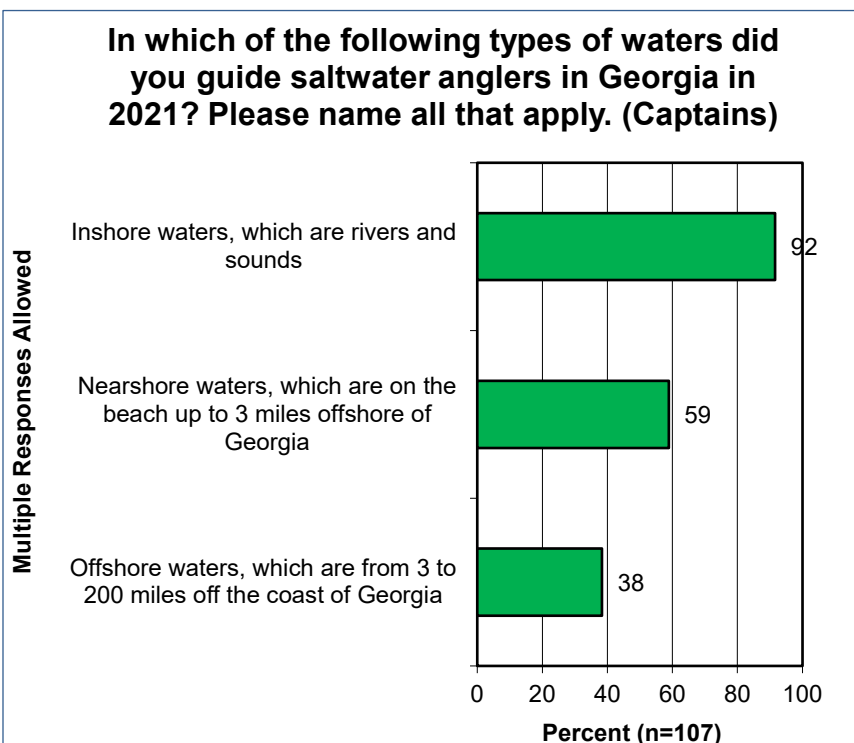 In which of the following types of waters did
you guide saltwater anglers in Georgia in
2021? Please name all that apply. (Captains)
Multiple Responses Allowed
Inshore waters, which are rivers and
sounds
92
Nearshore waters, which are on the
beach up to 3 miles offshore of
Georgia
59
Offshore waters, which are from 3 to
200 miles off the coast of Georgia
38
0 20 40 60 80 100
Percent (n=107)